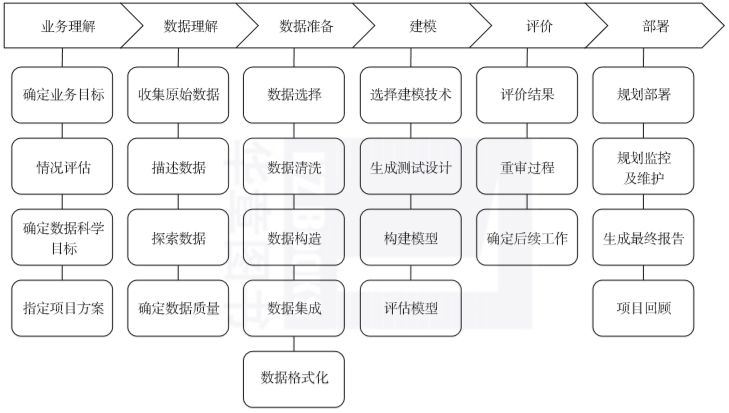 业务理解
数据理解
数据准备
建模
评价
部署
确定业务目标
收集原始数据
数据选择
选择建模技术
评价结果
规划部署
情况评估
描述数据
数据清洗
生成测试设计
重审过程
规划监控
及维护
确定数据科学
目标
探索数据
数据构造
构建模型
确定后续工作
生成最终报告
指定项目方案
确定数据质量
数据集成
评估模型
项目回顾
数据格式化